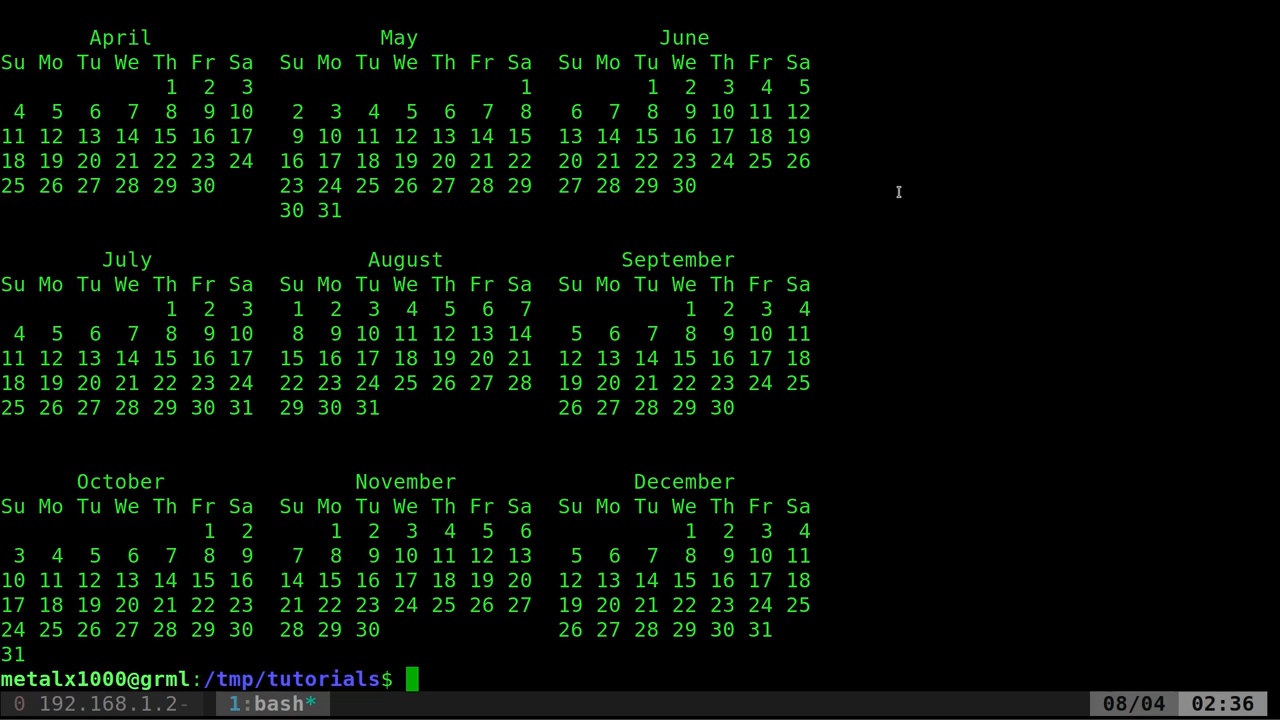 April                  May                   June
Su Mo Tu We Th Fr Sa  Su Mo Tu We Th Fr Sa  Su Mo Tu We Th Fr Sa
             1  2  3                     1         1  2  3  4  5
 4  5  6  7  8  9 10   2  3  4  5  6  7  8   6  7  8  9 10 11 12
11 12 13 14 15 16 17   9 10 11 12 13 14 15  13 14 15 16 17 18 19
18 19 20 21 22 23 24  16 17 18 19 20 21 22  20 21 22 23 24 25 26
25 26 27 28 29 30     23 24 25 26 27 28 29  27 28 29 30
                      30 31
        July                 August              September
Su Mo Tu We Th Fr Sa  Su Mo Tu We Th Fr Sa  Su Mo Tu We Th Fr Sa
             1  2  3   1  2  3  4  5  6  7            1  2  3  4
 4  5  6  7  8  9 10   8  9 10 11 12 13 14   5  6  7  8  9 10 11
11 12 13 14 15 16 17  15 16 17 18 19 20 21  12 13 14 15 16 17 18
18 19 20 21 22 23 24  22 23 24 25 26 27 28  19 20 21 22 23 24 25
25 26 27 28 29 30 31  29 30 31              26 27 28 29 30
      October               November              December
Su Mo Tu We Th Fr Sa  Su Mo Tu We Th Fr Sa  Su Mo Tu We Th Fr Sa
                1  2      1  2  3  4  5  6            1  2  3  4
 3  4  5  6  7  8  9   7  8  9 10 11 12 13   5  6  7  8  9 10 11
10 11 12 13 14 15 16  14 15 16 17 18 19 20  12 13 14 15 16 17 18
17 18 19 20 21 22 23  21 22 23 24 25 26 27  19 20 21 22 23 24 25
24 25 26 27 28 29 30  28 29 30              26 27 28 29 30 31
31
metalx1000@grml:/tmp/tutorials$
0 192.168.1.2- 1:bash* 08/04 02:36